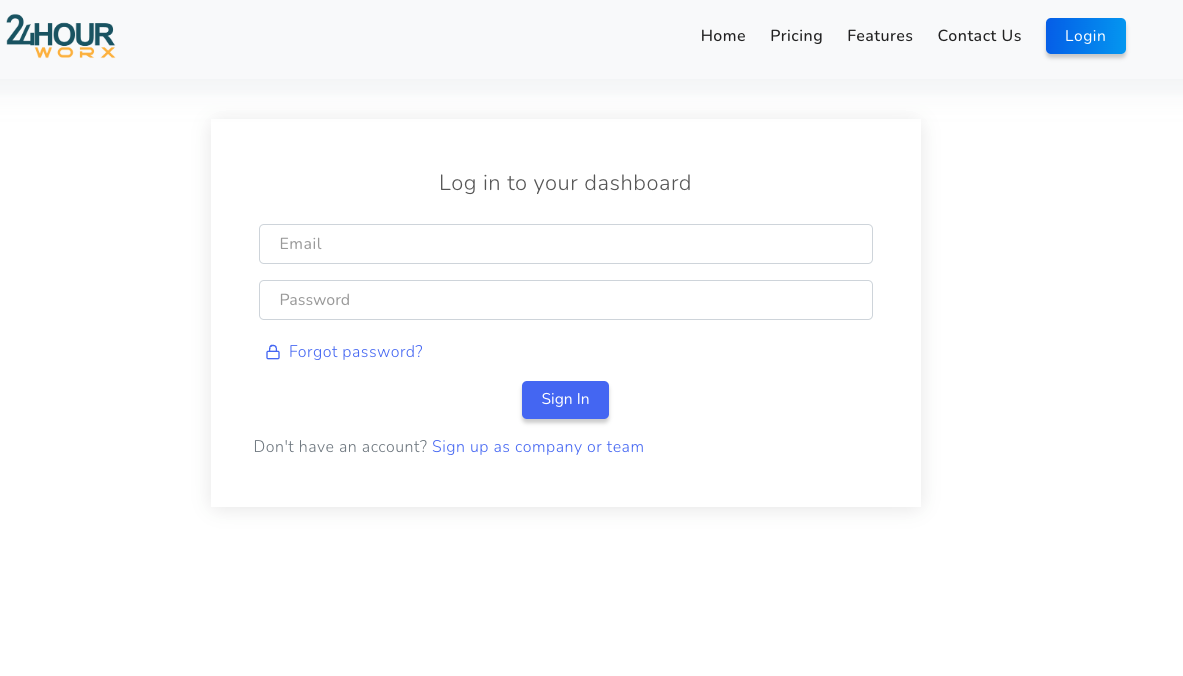 24HOUR
WORX
Home Pricing Features Contact Us Login
Log in to your dashboard
Email
Password
Forgot password?
Sign In
Don't have an account? Sign up as company or team